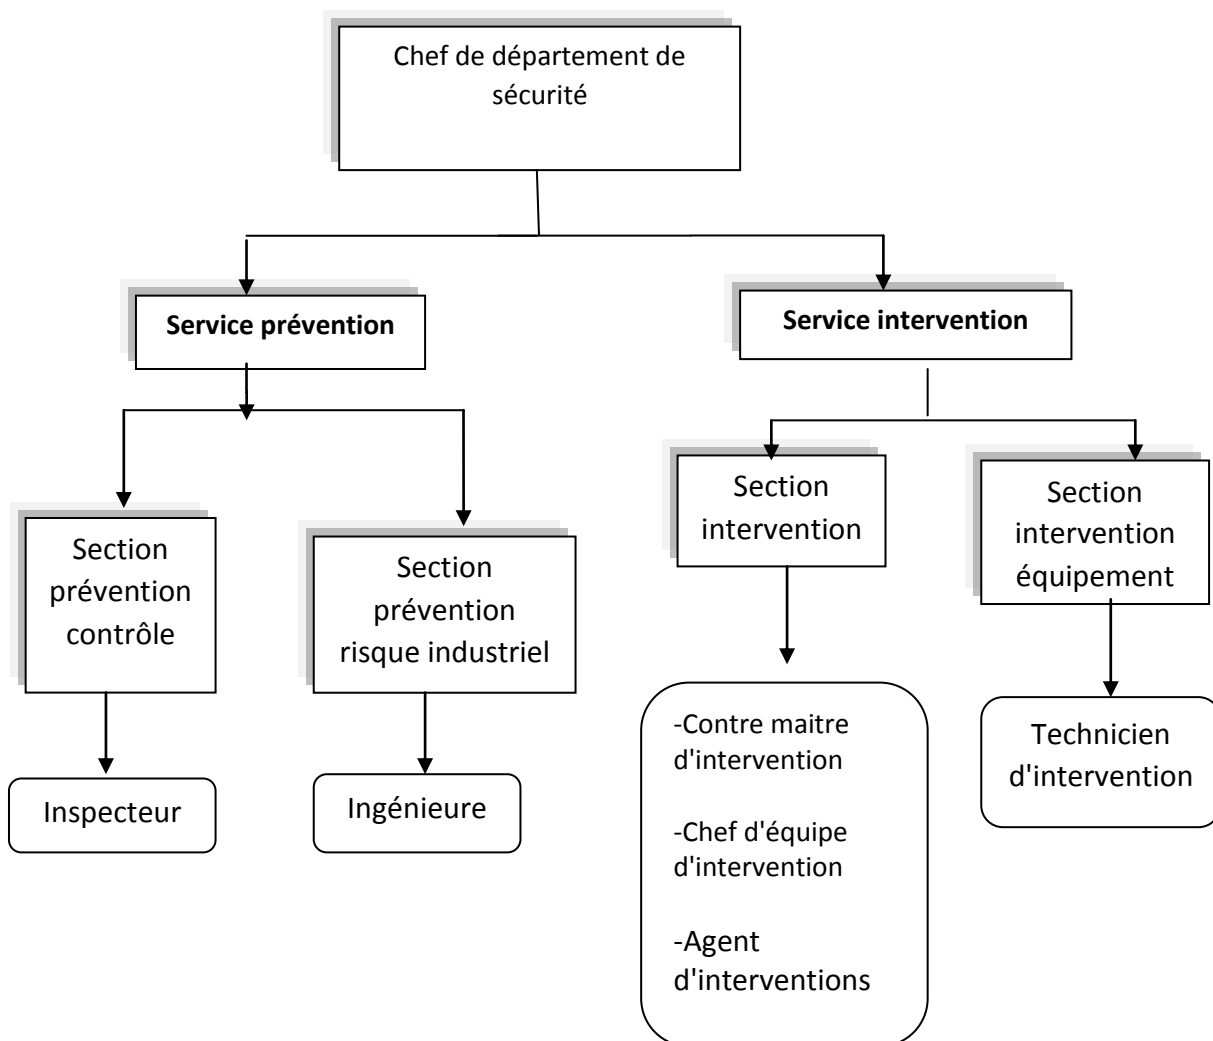 Chef de département de
sécurité
Service prévention
Service intervention
Section
prévention
contrôle
Section
prévention
risque industriel
Section
intervention
Section
intervention
équipement
Inspecteur
Ingénieure
-Contre maitre
d'intervention
-Chef d'équipe
d'intervention
-Agent
d'interventions
Technicien
d'intervention